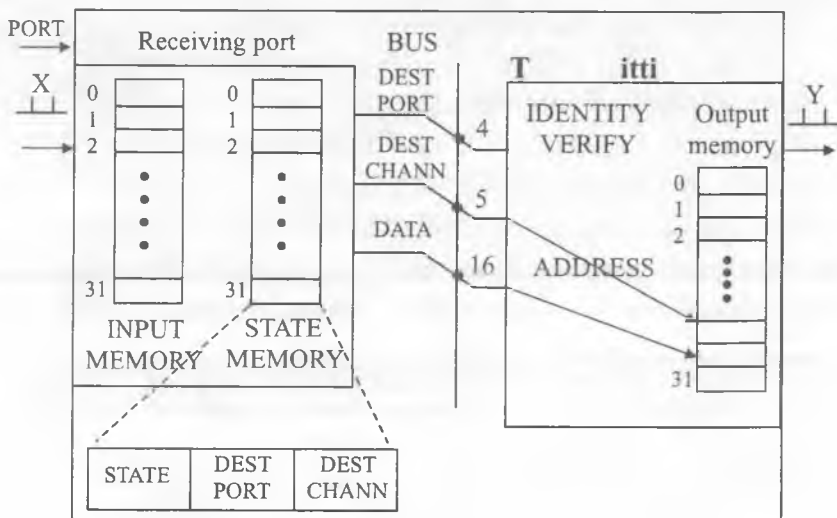 PORT
Receiving port
BUS
X
0
1
2
31
INPUT
MEMORY
0
1
2
31
STATE
MEMORY
DEST
PORT
4
DEST
CHANN
5
DATA
16
T itti
IDENTITY
VERIFY
ADDRESS
Output
memory
0
1
2
31
Y
STATE
DEST
PORT
DEST
CHANN